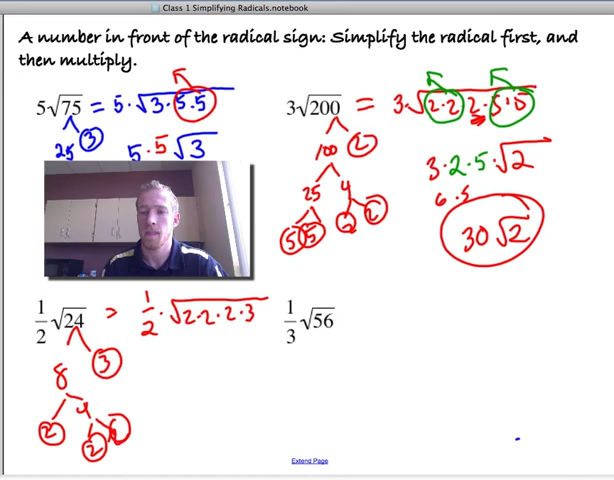 Class 1 Simplifying Radicals.notebook
A number in front of the radical sign: Simplify the radical first, and
then multiply.
5√75 = 5·√3·5.5
25 3
5·5√3
3√200 = 3·√2·2 2·5·5
100 2
25 4
5 5 2 2
3·2·5·√2
6·5
30√2
1/2 √24 = 1/2 · √2·2·2·3
8 3
2 4
2 2
1/3 √56
Extend Page